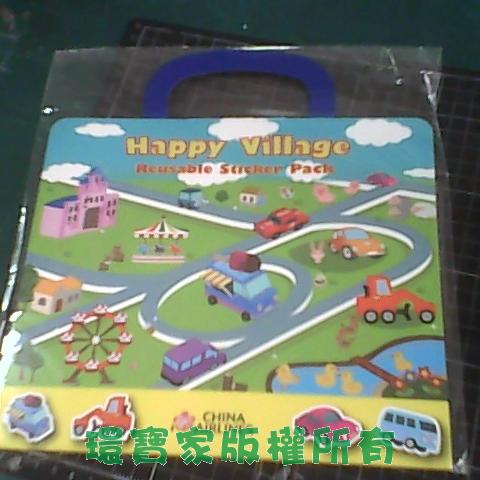 Happy Village
Reusable Sticker Pack
CHINA AIRLINES
環寶家版權所有